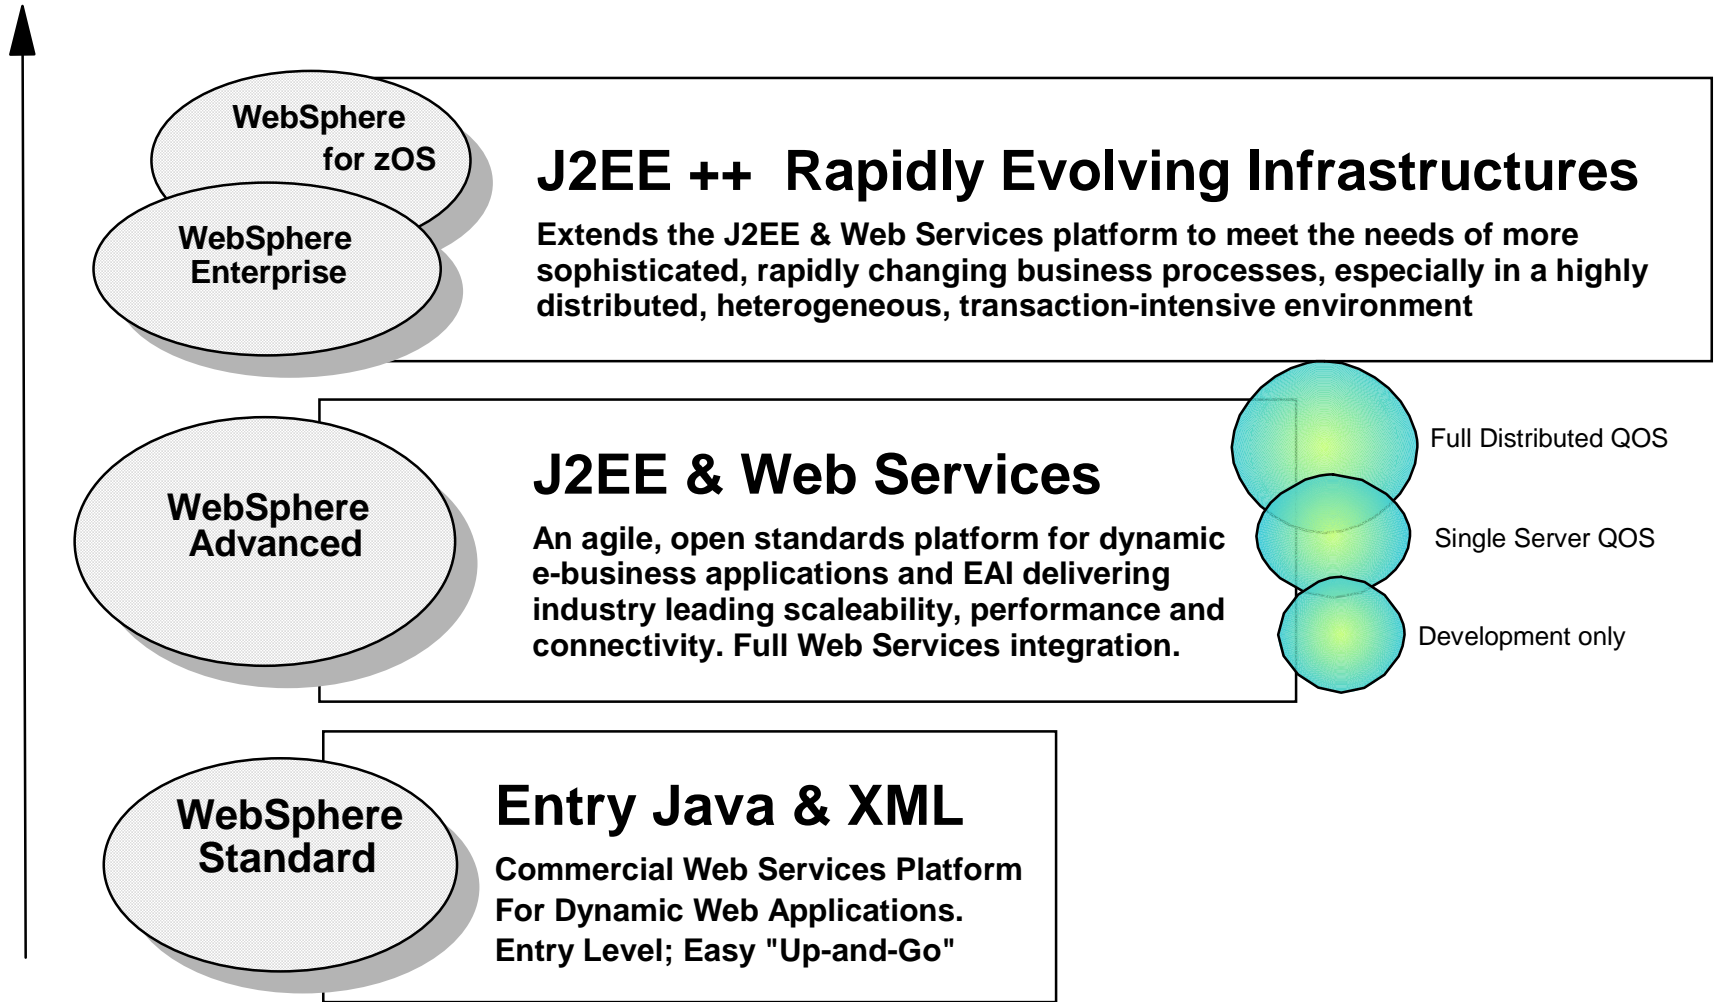 WebSphere
for zOS
WebSphere
Enterprise
J2EE ++ Rapidly Evolving Infrastructures
Extends the J2EE & Web Services platform to meet the needs of more
sophisticated, rapidly changing business processes, especially in a highly
distributed, heterogeneous, transaction-intensive environment
WebSphere
Advanced
J2EE & Web Services
An agile, open standards platform for dynamic
e-business applications and EAI delivering
industry leading scaleability, performance and
connectivity. Full Web Services integration.
Full Distributed QOS
Single Server QOS
Development only
WebSphere
Standard
Entry Java & XML
Commercial Web Services Platform
For Dynamic Web Applications.
Entry Level; Easy "Up-and-Go"